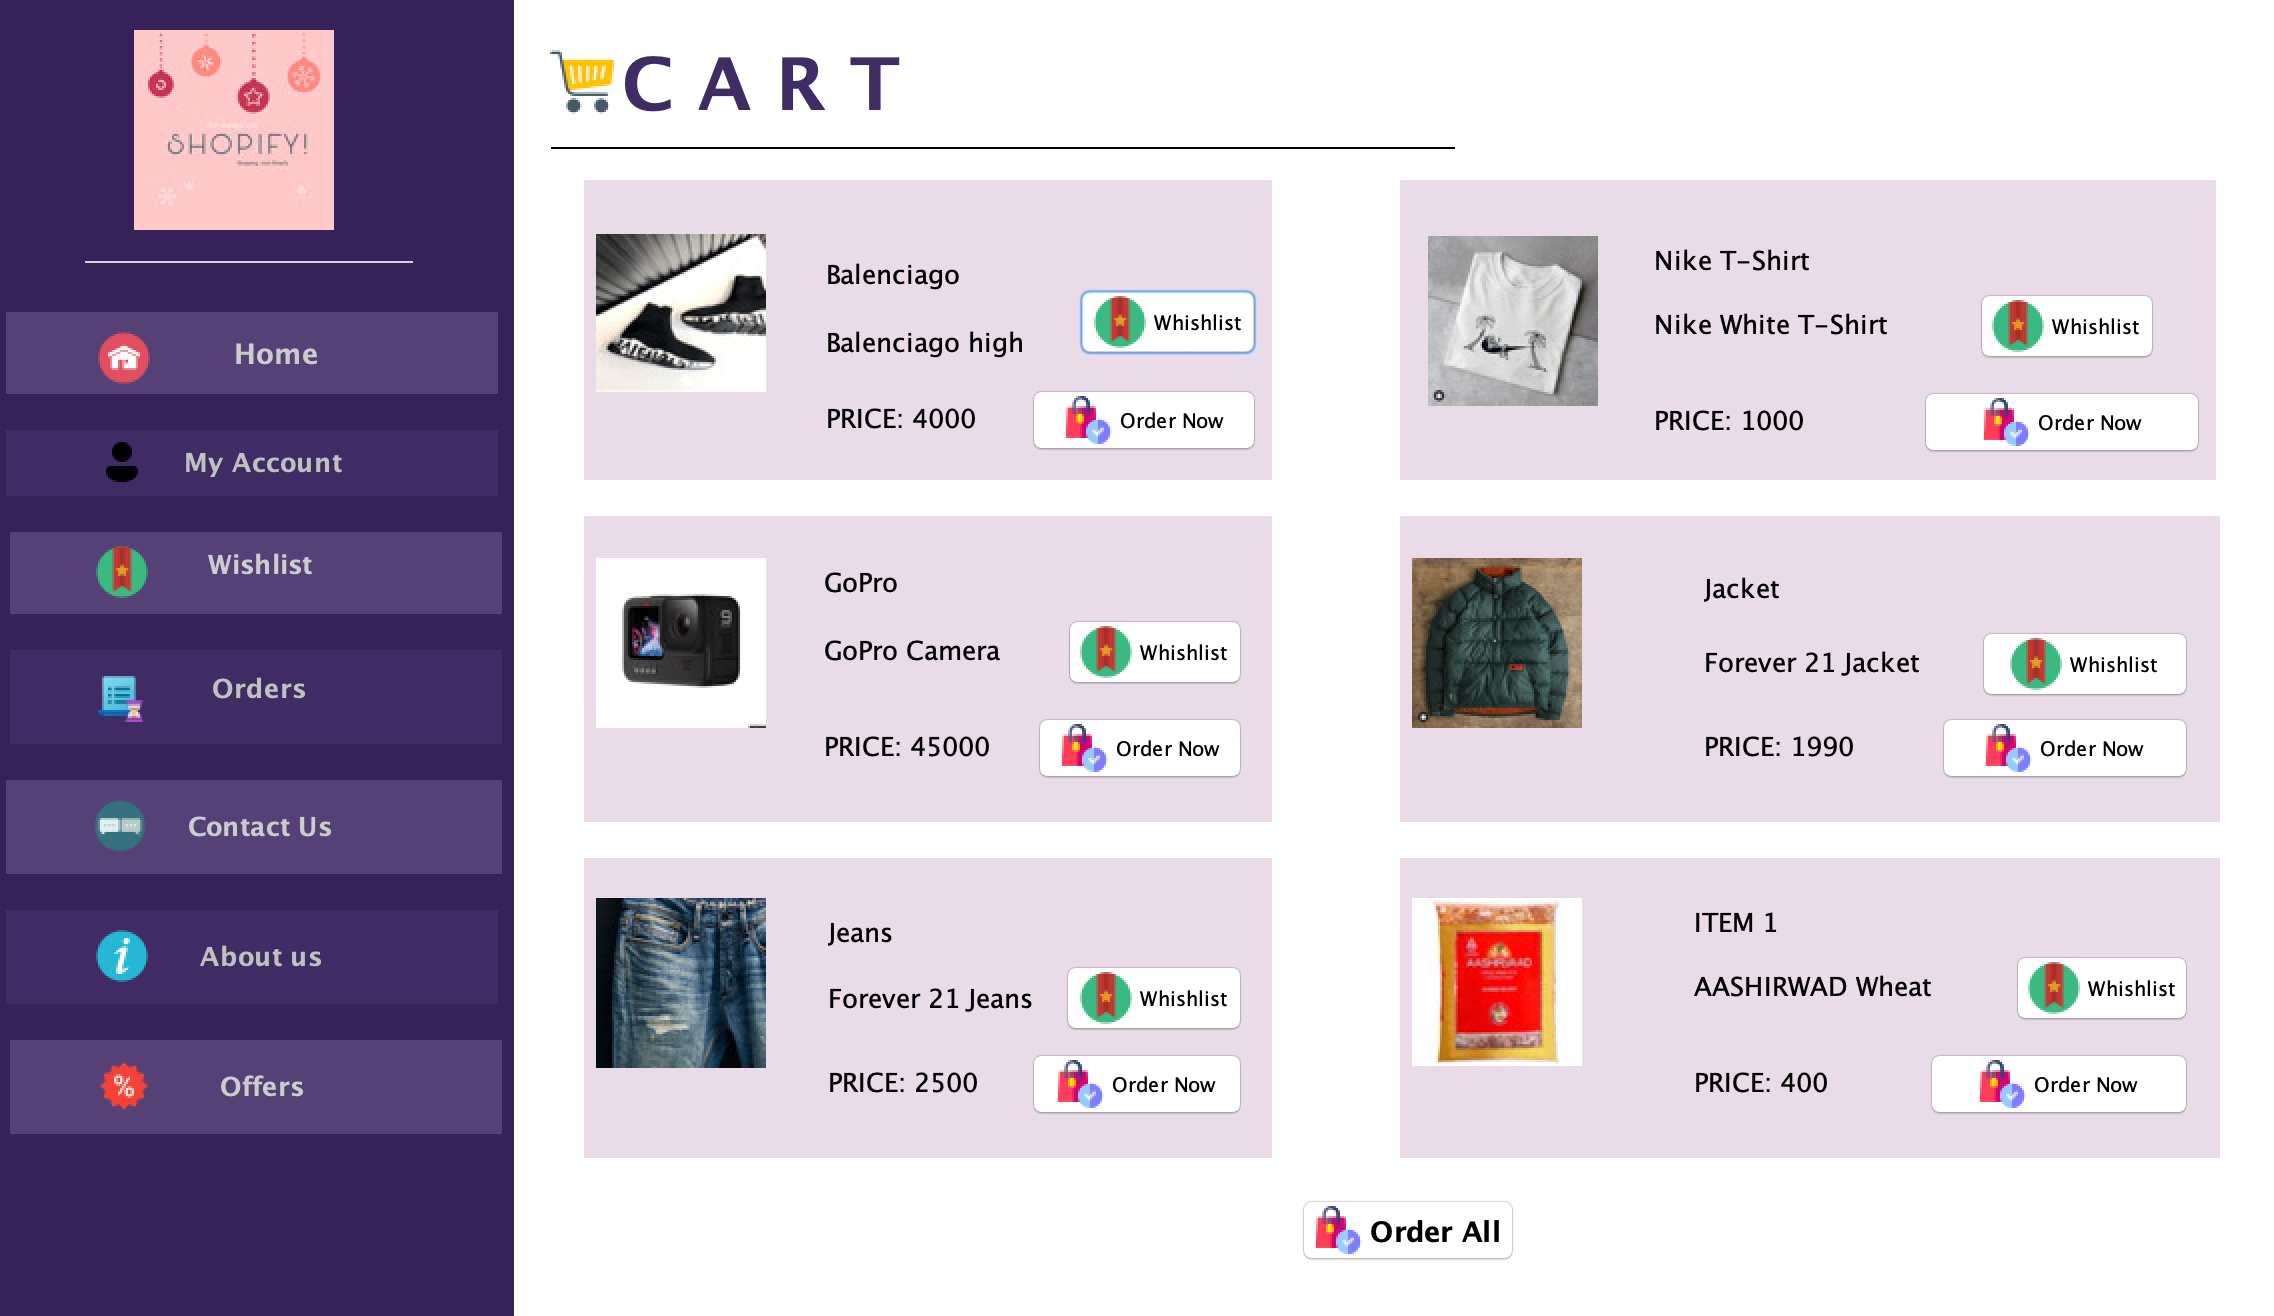 SHOPIFY!
Home
My Account
Wishlist
Orders
Contact Us
About us
Offers
CART
Balenciago
Balenciago high
Whishlist
PRICE: 4000
Order Now
Nike T-Shirt
Nike White T-Shirt
Whishlist
PRICE: 1000
Order Now
GoPro
GoPro Camera
Whishlist
PRICE: 45000
Order Now
Jacket
Forever 21 Jacket
Whishlist
PRICE: 1990
Order Now
Jeans
Forever 21 Jeans
Whishlist
PRICE: 2500
Order Now
AASHIRWAAD
ITEM 1
AASHIRWAD Wheat
Whishlist
PRICE: 400
Order Now
Order All